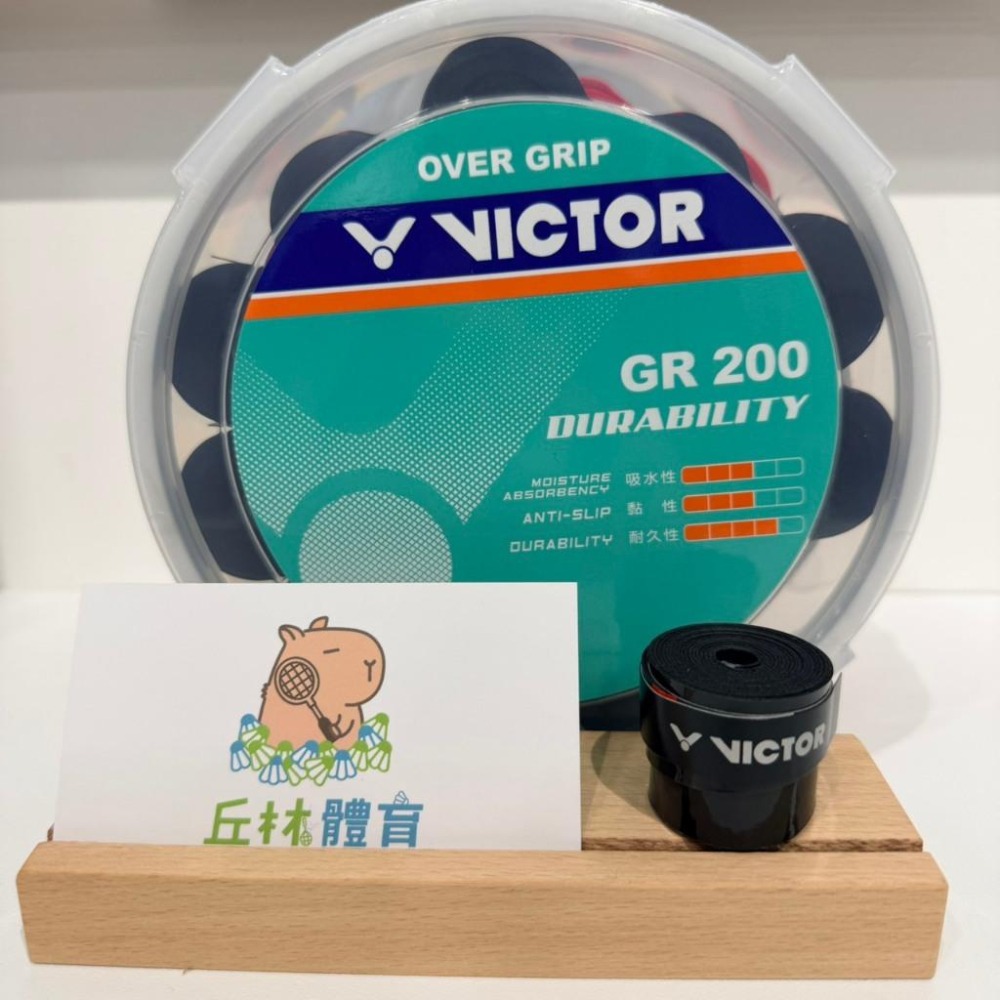 OVER GRIP
VICTOR
GR 200
DURABILITY
MOISTURE ABSORBENCY 吸水性
ANTI-SLIP 黏 性
DURABILITY 耐久性
VICTOR
丘林體育